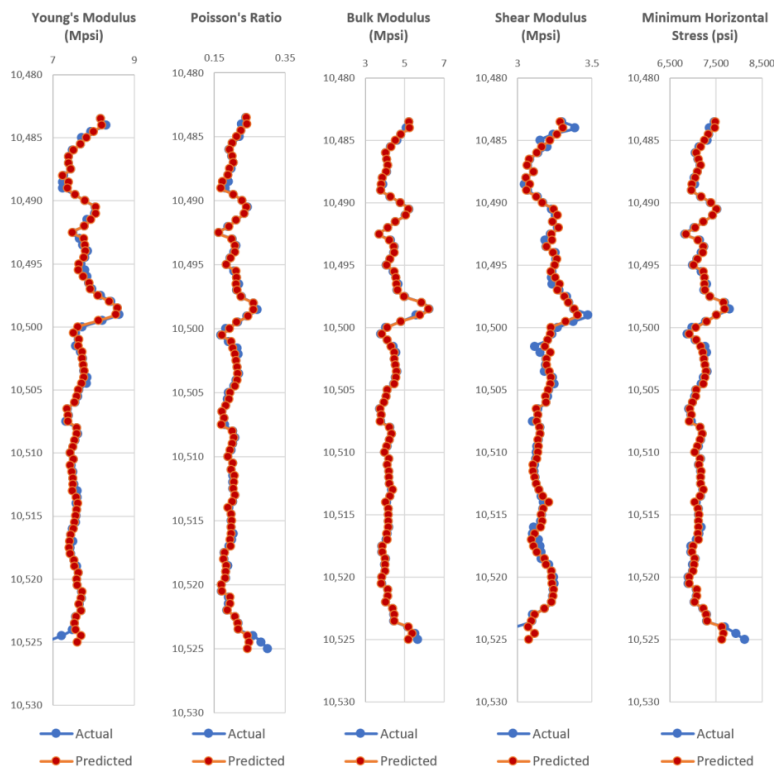 Young's Modulus
(Mpsi)
7 9
10,480
10,485
10,490
10,495
10,500
10,505
10,510
10,515
10,520
10,525
10,530
Actual
Predicted
Poisson's Ratio
0.15 0.35
10,480
10,485
10,490
10,495
10,500
10,505
10,510
10,515
10,520
10,525
10,530
Actual
Predicted
Bulk Modulus
(Mpsi)
3 5 7
10,480
10,485
10,490
10,495
10,500
10,505
10,510
10,515
10,520
10,525
10,530
Actual
Predicted
Shear Modulus
(Mpsi)
3 3.5
10,480
10,485
10,490
10,495
10,500
10,505
10,510
10,515
10,520
10,525
10,530
Actual
Predicted
Minimum Horizontal
Stress (psi)
6,500 7,500 8,500
10,480
10,485
10,490
10,495
10,500
10,505
10,510
10,515
10,520
10,525
10,530
Actual
Predicted